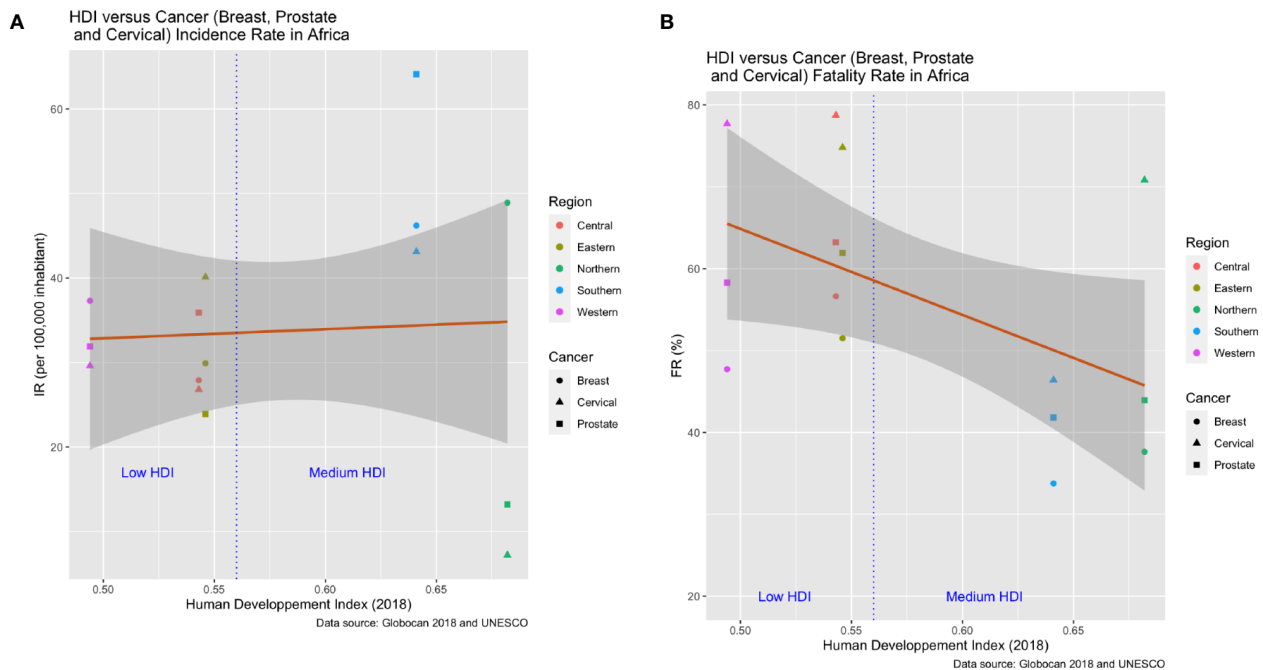 A
HDI versus Cancer (Breast, Prostate
and Cervical) Incidence Rate in Africa
60
40
20
IR (per 100,000 inhabitant)
Low HDI
Medium HDI
0.50
0.55
0.60
0.65
Human Developpement Index (2018)
Data source: Globocan 2018 and UNESCO
Region
Central
Eastern
Northern
Southern
Western
Cancer
Breast
Cervical
Prostate
B
HDI versus Cancer (Breast, Prostate
and Cervical) Fatality Rate in Africa
80
60
40
20
FR (%)
Low HDI
Medium HDI
0.50
0.55
0.60
0.65
Human Developpement Index (2018)
Data source: Globocan 2018 and UNESCO
Region
Central
Eastern
Northern
Southern
Western
Cancer
Breast
Cervical
Prostate